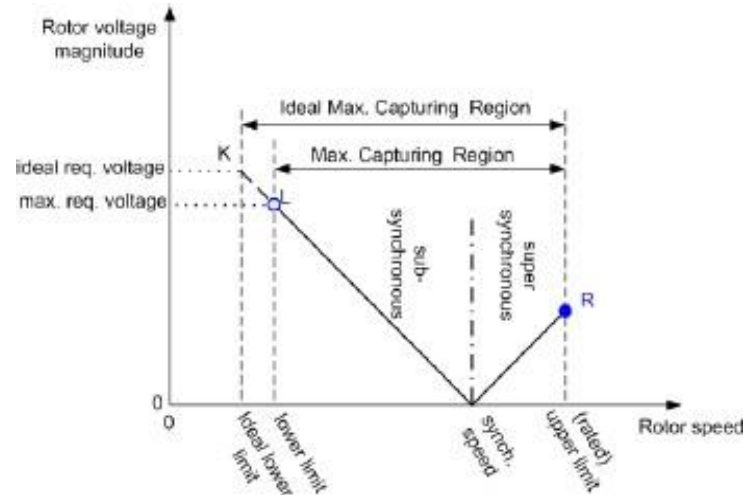 Rotor voltage
magnitude
Ideal Max. Capturing Region
K
ideal req. voltage
Max. Capturing Region
max. req. voltage
L
sub-
synchronous
super
synchronous
R
0
0
Ideal lower
limit
lower limit
synch.
speed
(rated)
upper limit
Rotor speed